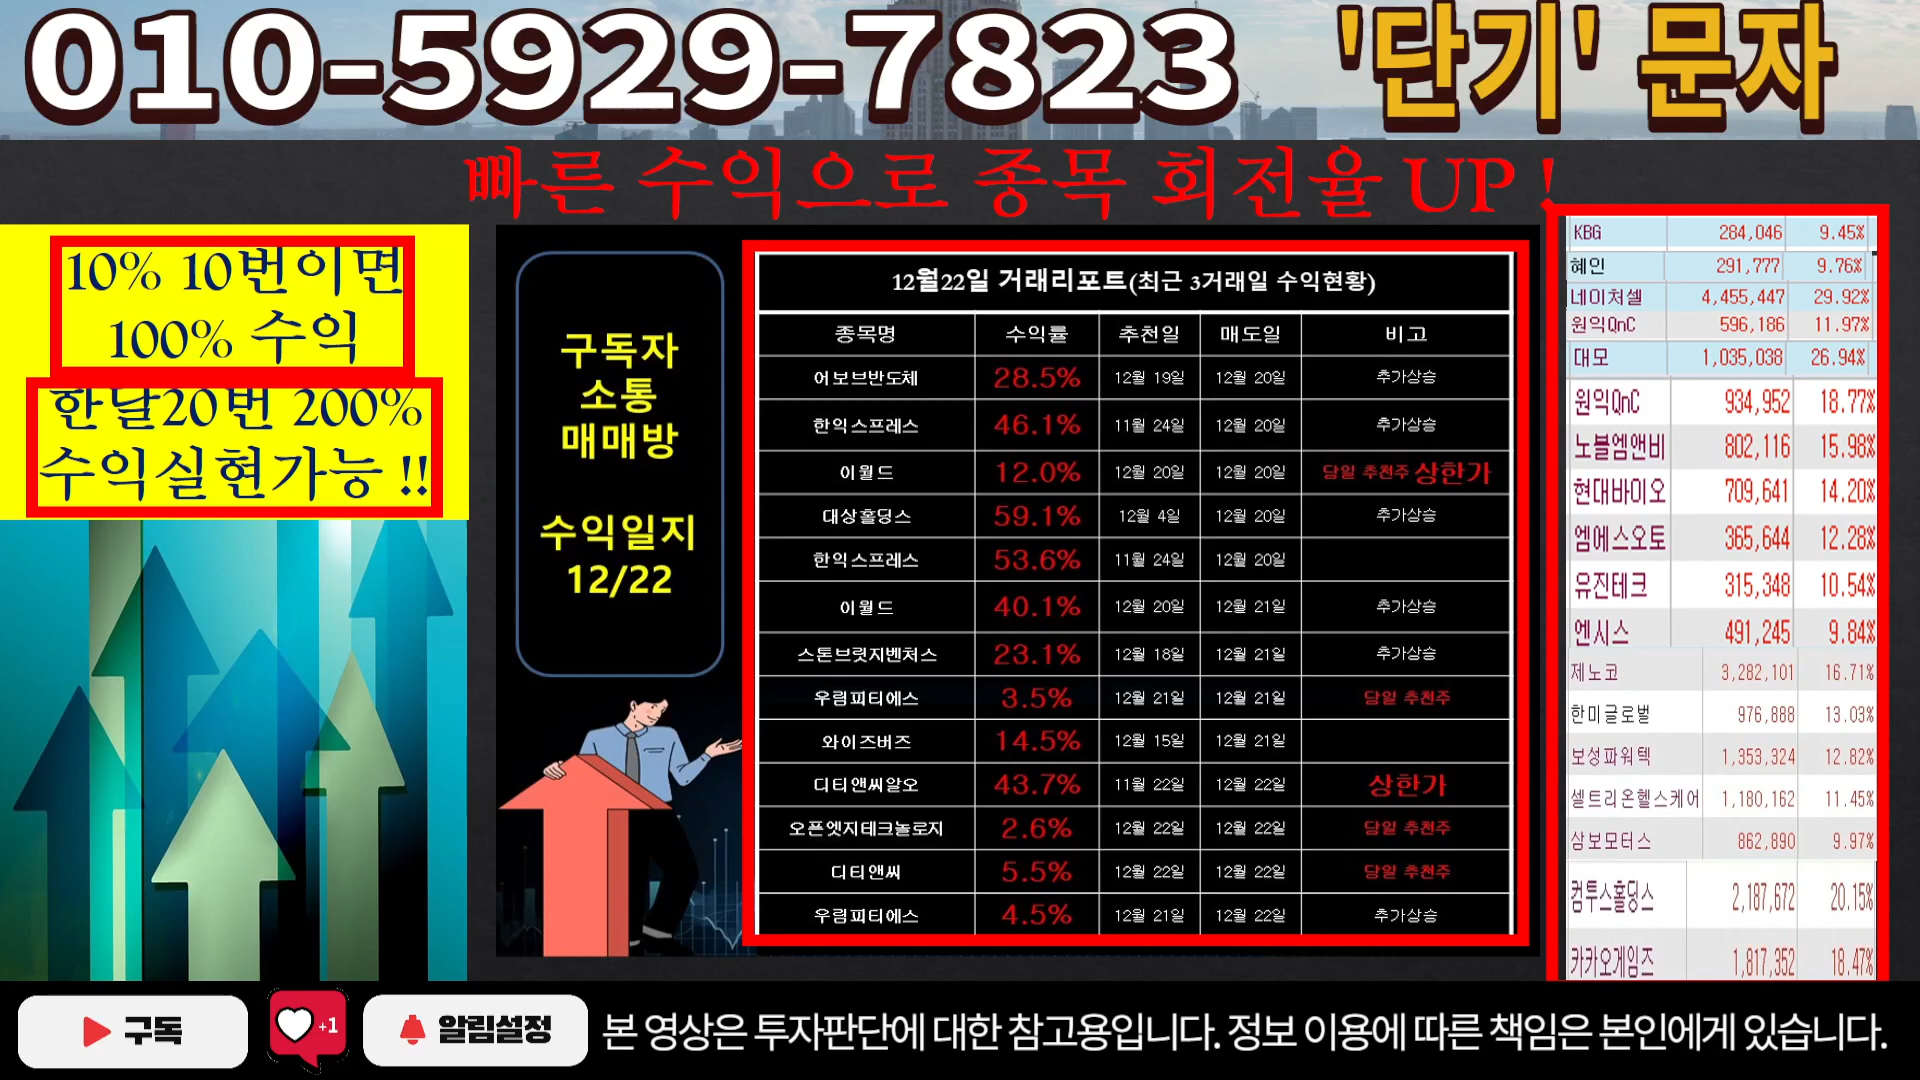 010-5929-7823 '단기' 문자
빠른 수익으로 종목 회전율 UP !
10% 10번이면
100% 수익
한달20번 200%
수익실현가능 !!
구독자
소통
매매방
수익일지
12/22
12월22일 거래리포트(최근 3거래일 수익현황)
종목명 수익률 추천일 매도일 비고
어보브반도체 28.5% 12월 19일 12월 20일 추가상승
한익스프레스 46.1% 11월 24일 12월 20일 추가상승
이월드 12.0% 12월 20일 12월 20일 당일 추천주 상한가
대상홀딩스 59.1% 12월 4일 12월 20일 추가상승
한익스프레스 53.6% 11월 24일 12월 20일
이월드 40.1% 12월 20일 12월 21일 추가상승
스톤브릿지벤처스 23.1% 12월 18일 12월 21일 추가상승
우림피티에스 3.5% 12월 21일 12월 21일 당일 추천주
와이즈버즈 14.5% 12월 15일 12월 21일
디티앤씨알오 43.7% 11월 22일 12월 22일 상한가
오픈엣지테크놀로지 2.6% 12월 22일 12월 22일 당일 추천주
디티앤씨 5.5% 12월 22일 12월 22일 당일 추천주
우림피티에스 4.5% 12월 21일 12월 22일 추가상승
KBG 284,046 9.45%
혜인 291,777 9.76%
네이처셀 4,455,447 29.92%
원익QnC 596,186 11.97%
대모 1,035,038 26.94%
원익QnC 934,952 18.77%
노블엠앤비 802,116 15.98%
현대바이오 709,641 14.20%
엠에스오토 365,644 12.28%
유진테크 315,348 10.54%
엔시스 491,245 9.84%
제노코 3,282,101 16.71%
한미글로벌 976,888 13.03%
보성파워텍 1,353,324 12.82%
셀트리온헬스케어 1,180,162 11.45%
삼보모터스 862,890 9.97%
컴투스홀딩스 2,187,672 20.15%
카카오게임즈 1,817,352 18.47%
구독 +1 알림설정 본 영상은 투자판단에 대한 참고용입니다. 정보 이용에 따른 책임은 본인에게 있습니다.